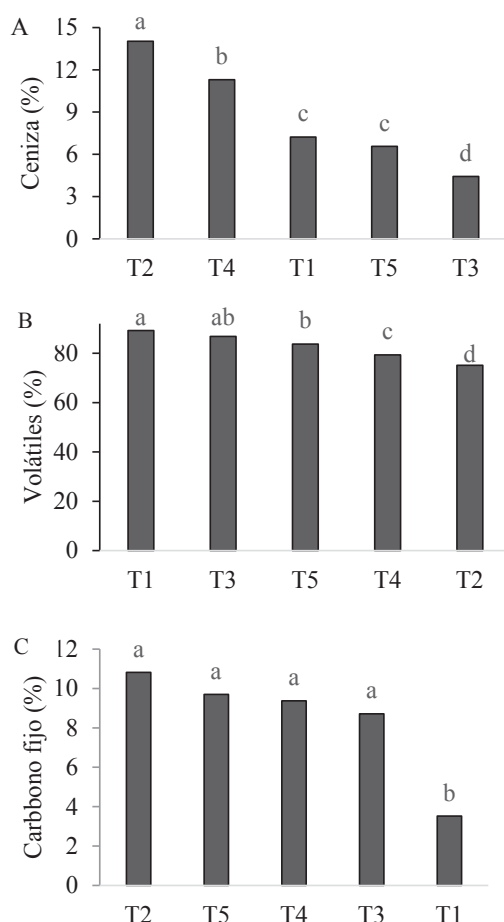 A
Ceniza (%)
15
12
9
6
3
0
a
b
c
c
d
T2 T4 T1 T5 T3
B
Volátiles (%)
80
60
40
20
0
a
ab
b
c
d
T1 T3 T5 T4 T2
C
Carbbono fijo (%)
12
10
8
6
4
2
0
a
a
a
a
b
T2 T5 T4 T3 T1